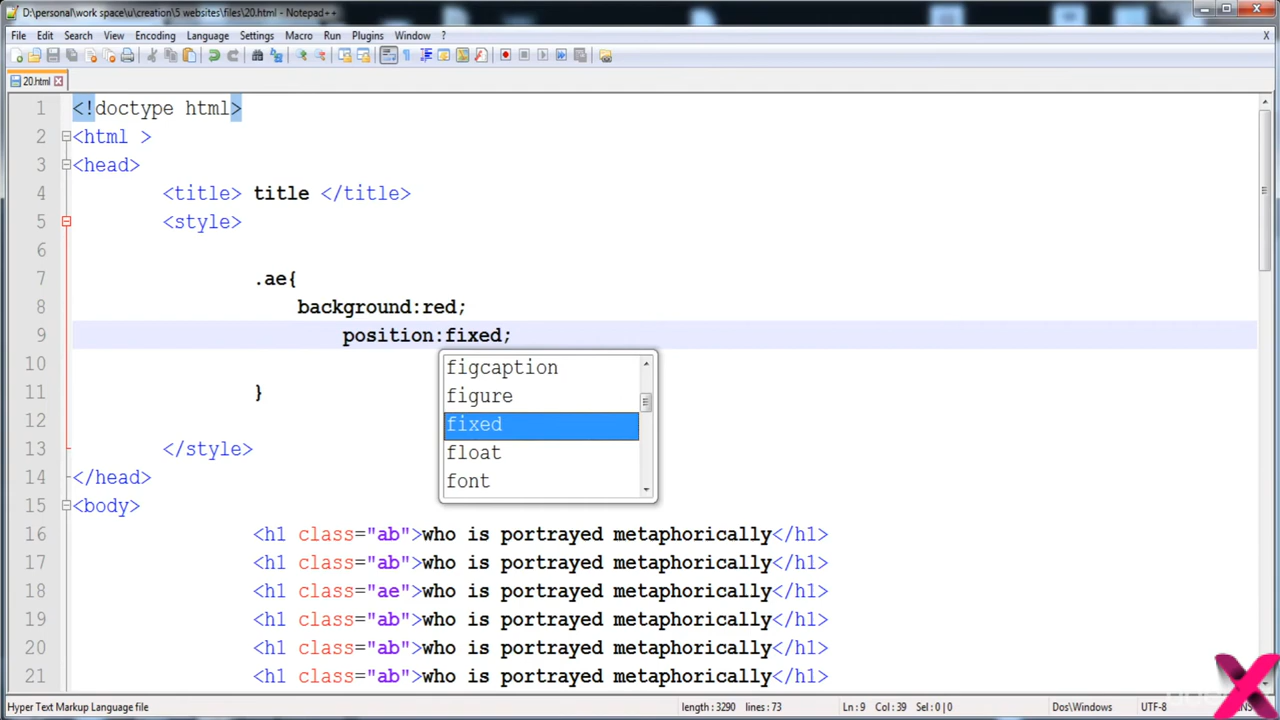 D:\personal\work space\u\creation\5 websites\files\20.html - Notepad++
File Edit Search View Encoding Language Settings Macro Run Plugins Window ? X
20.html
1 <!doctype html>
2 <html >
3 <head>
4 <title> title </title>
5 <style>
6
7 .ae{
8 background:red;
9 position:fixed;
10
figcaption
figure
fixed
float
font
11 }
12
13 </style>
14 </head>
15 <body>
16 <h1 class="ab">who is portrayed metaphorically</h1>
17 <h1 class="ab">who is portrayed metaphorically</h1>
18 <h1 class="ae">who is portrayed metaphorically</h1>
19 <h1 class="ab">who is portrayed metaphorically</h1>
20 <h1 class="ab">who is portrayed metaphorically</h1>
21 <h1 class="ab">who is portrayed metaphorically</h1>
Hyper Text Markup Language file length : 3290 lines : 73 Ln : 9 Col : 39 Sel : 0 | 0 Dos\Windows UTF-8